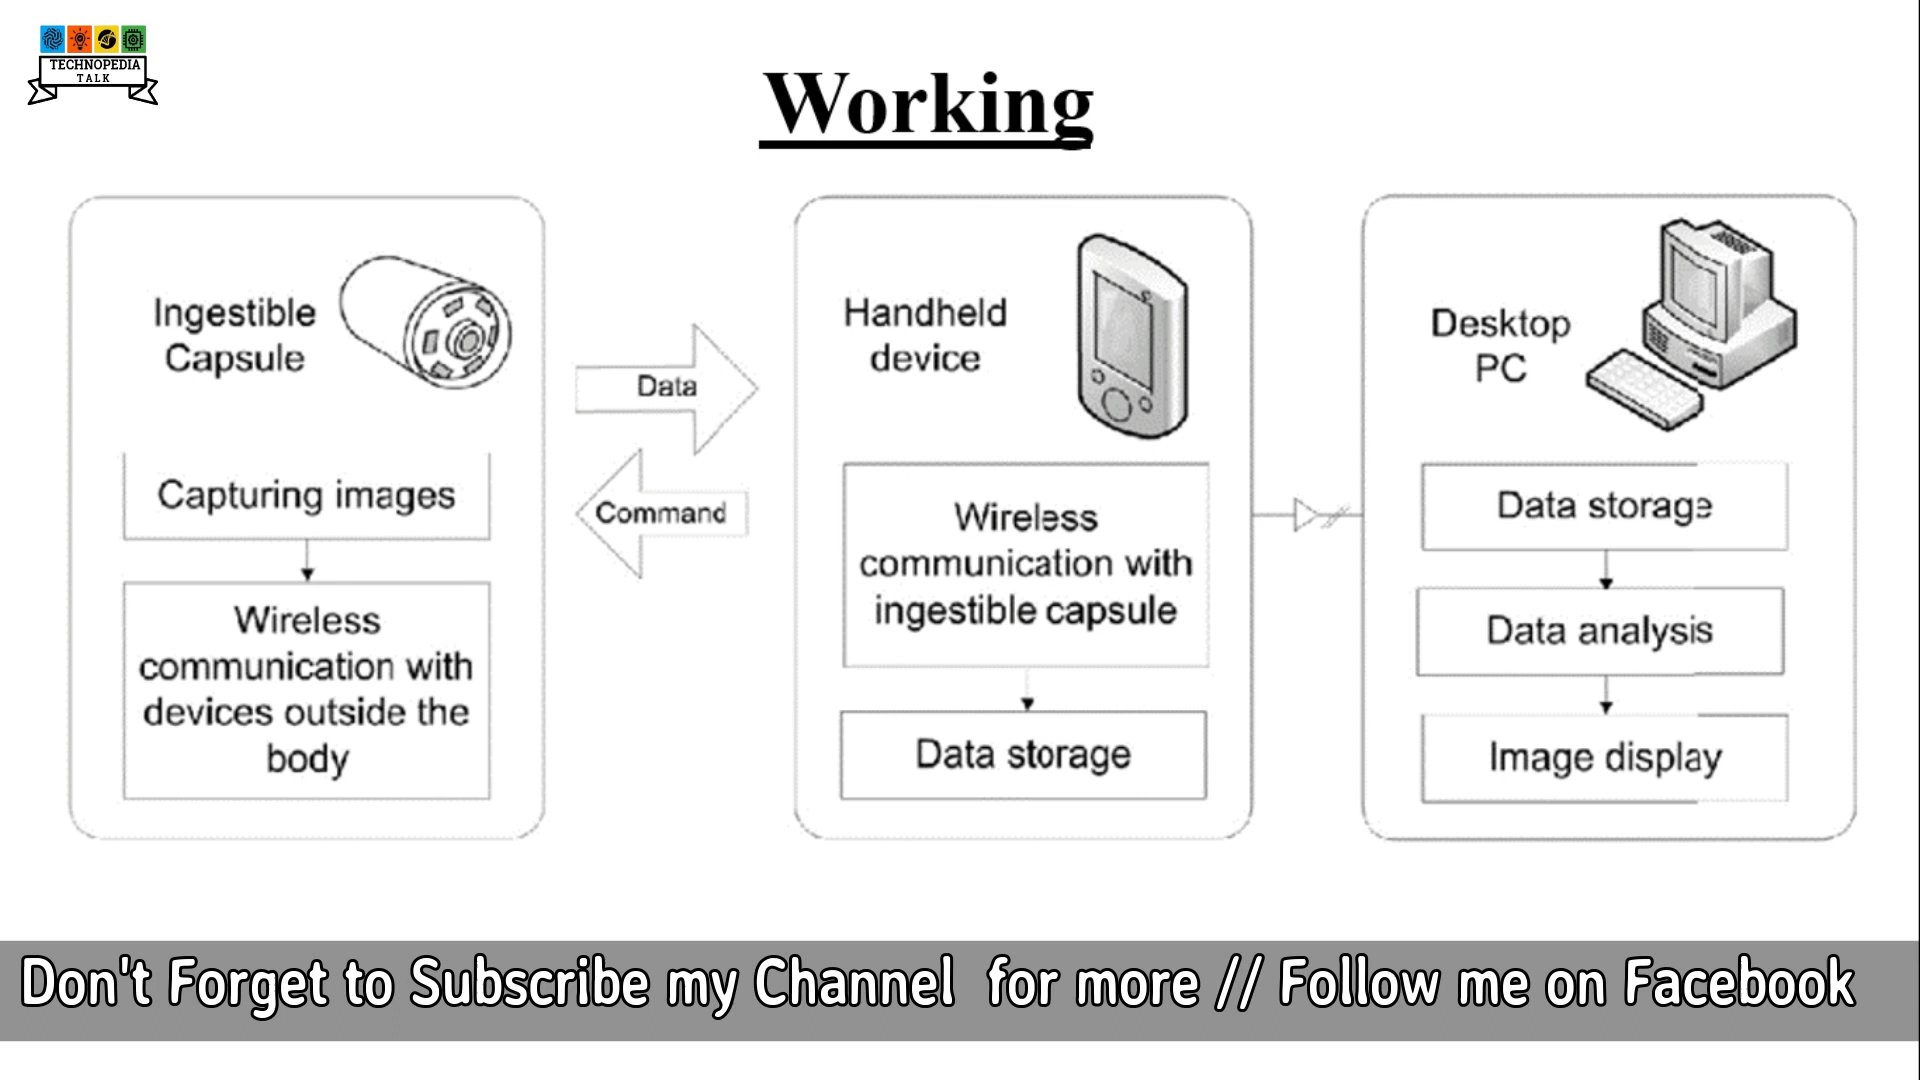 TECHNOPEDIA
TALK
Working
Ingestible
Capsule
Capturing images
Wireless
communication with
devices outside the
body
Data
Command
Handheld
device
Wireless
communication with
ingestible capsule
Data storage
Desktop
PC
Data storage
Data analysis
Image display
Don't Forget to Subscribe my Channel for more // Follow me on Facebook